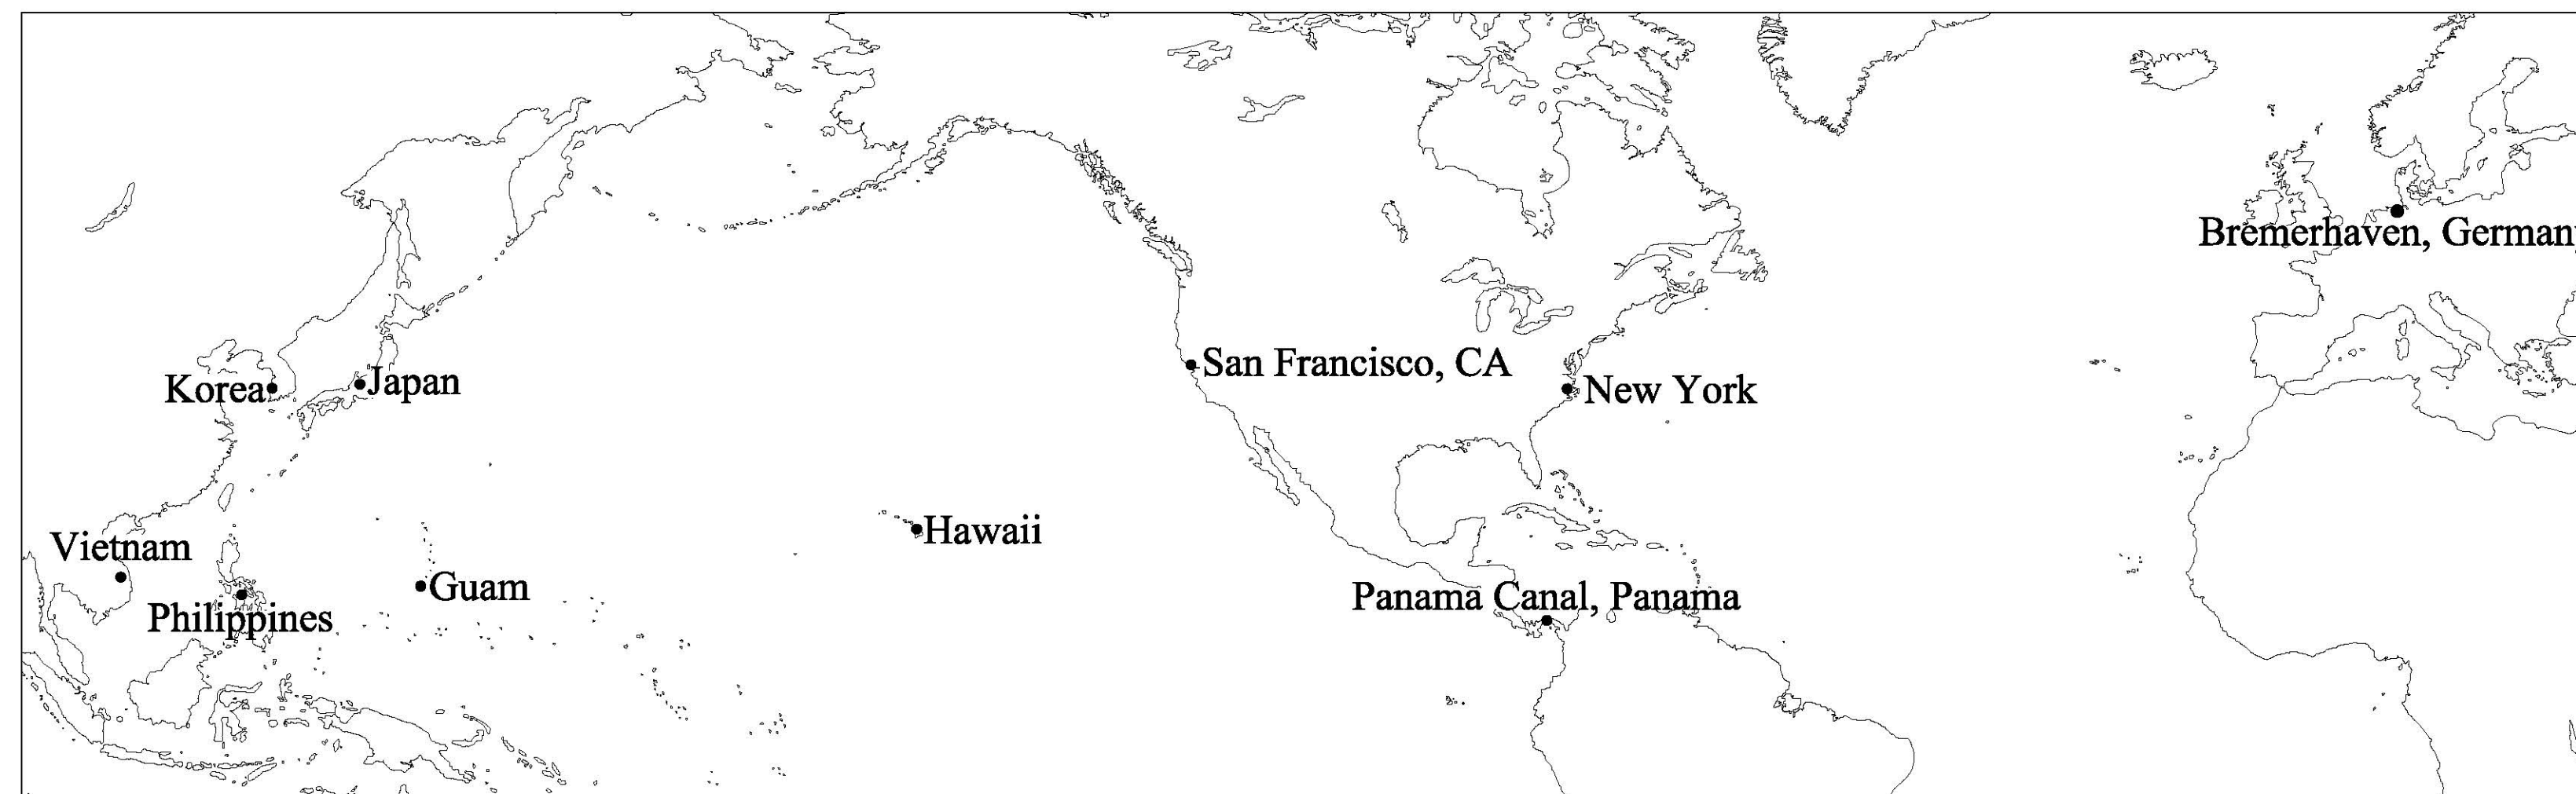 Bremerhaven, German
San Francisco, CA
Korea
Japan
New York
Hawaii
Vietnam
Guam
Philippines
Panama Canal, Panama